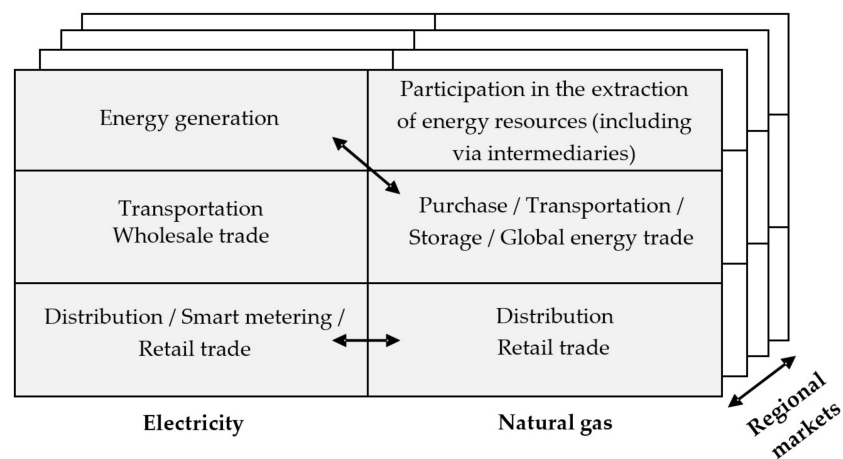 Energy generation
Participation in the extraction
of energy resources (including
via intermediaries)
Transportation
Wholesale trade
Purchase / Transportation /
Storage / Global energy trade
Distribution / Smart metering /
Retail trade
Distribution
Retail trade
Electricity
Natural gas
Regional
markets